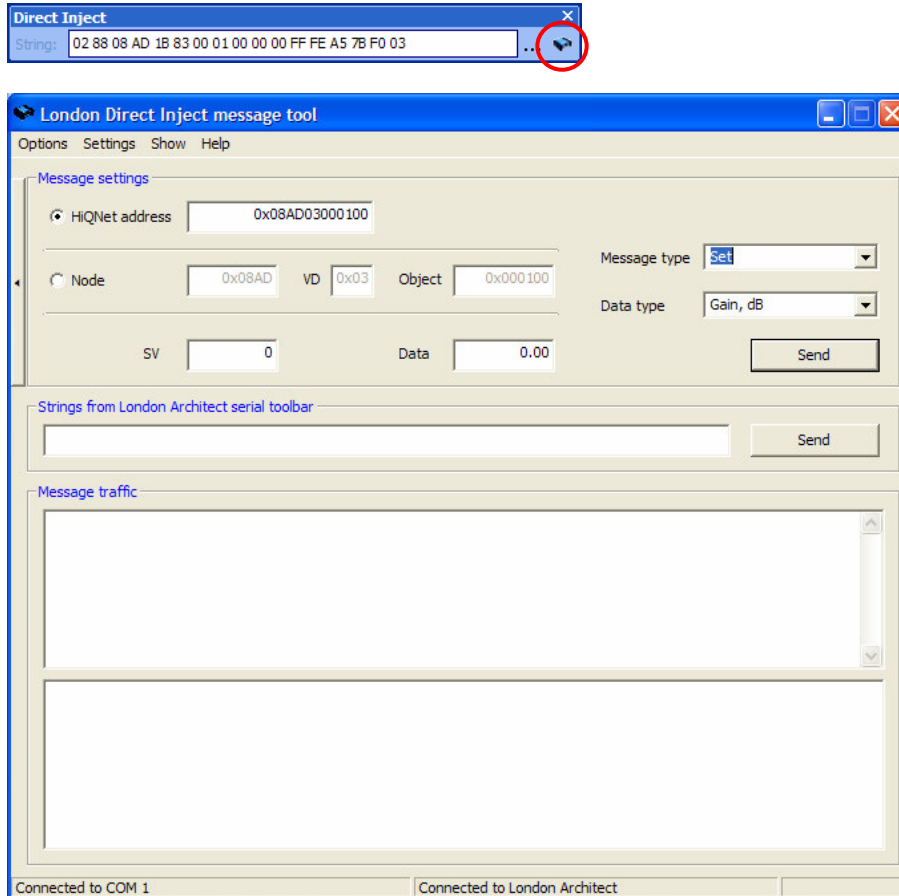 Direct Inject
String: 02 88 08 AD 1B 83 00 01 00 00 00 FF FE A5 7B F0 03 ...
London Direct Inject message tool
Options Settings Show Help
Message settings
HiQNet address 0x08AD03000100
Message type Set
Node 0x08AD VD 0x03 Object 0x000100
Data type Gain, dB
SV 0 Data 0.00 Send
Strings from London Architect serial toolbar
Send
Message traffic
Connected to COM 1 Connected to London Architect